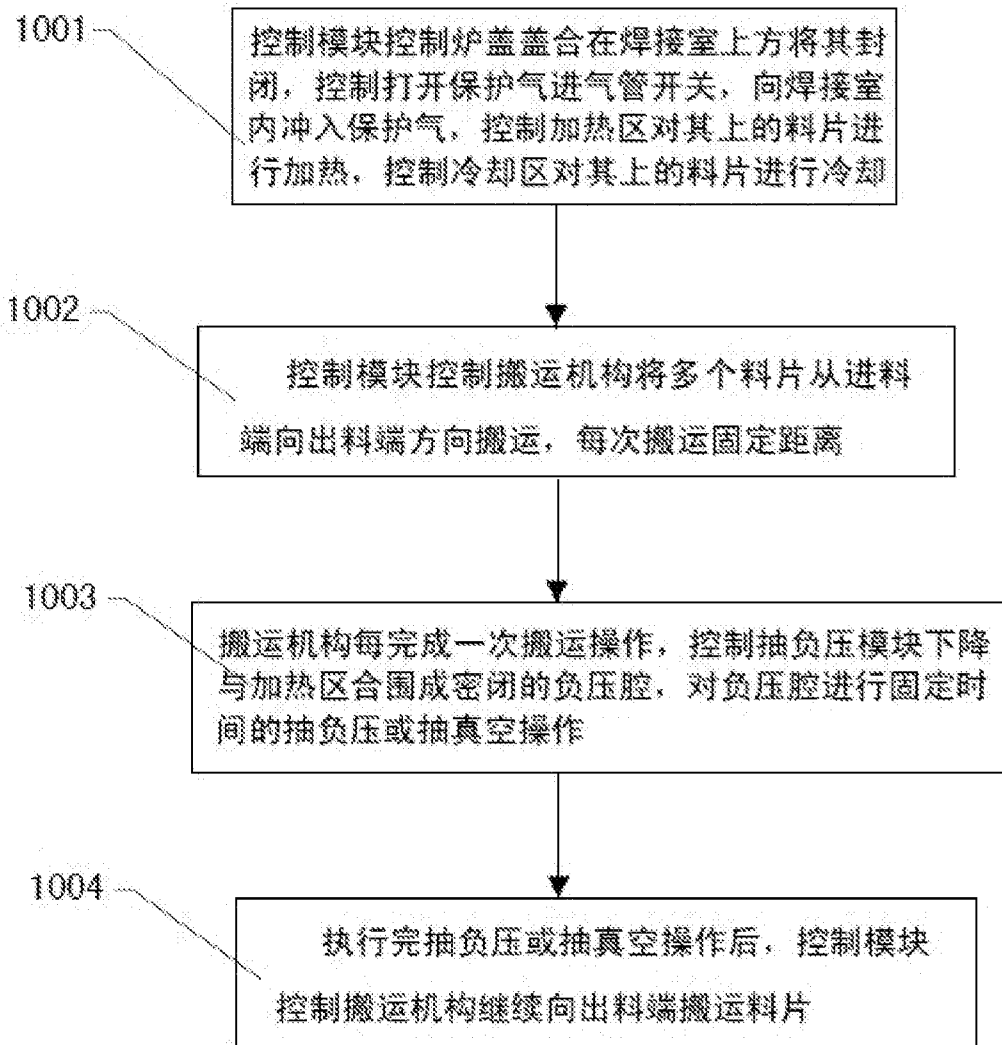 1001
控制模块控制炉盖盖合在焊接室上方将其封
闭，控制打开保护气进气管开关，向焊接室
内冲入保护气，控制加热区对其上的料片进
行加热，控制冷却区对其上的料片进行冷却
1002
控制模块控制搬运机构将多个料片从进料
端向出料端方向搬运，每次搬运固定距离
1003
搬运机构每完成一次搬运操作，控制抽负压模块下降
与加热区合围成密闭的负压腔，对负压腔进行固定时
间的抽负压或抽真空操作
1004
执行完抽负压或抽真空操作后，控制模块
控制搬运机构继续向出料端搬运料片